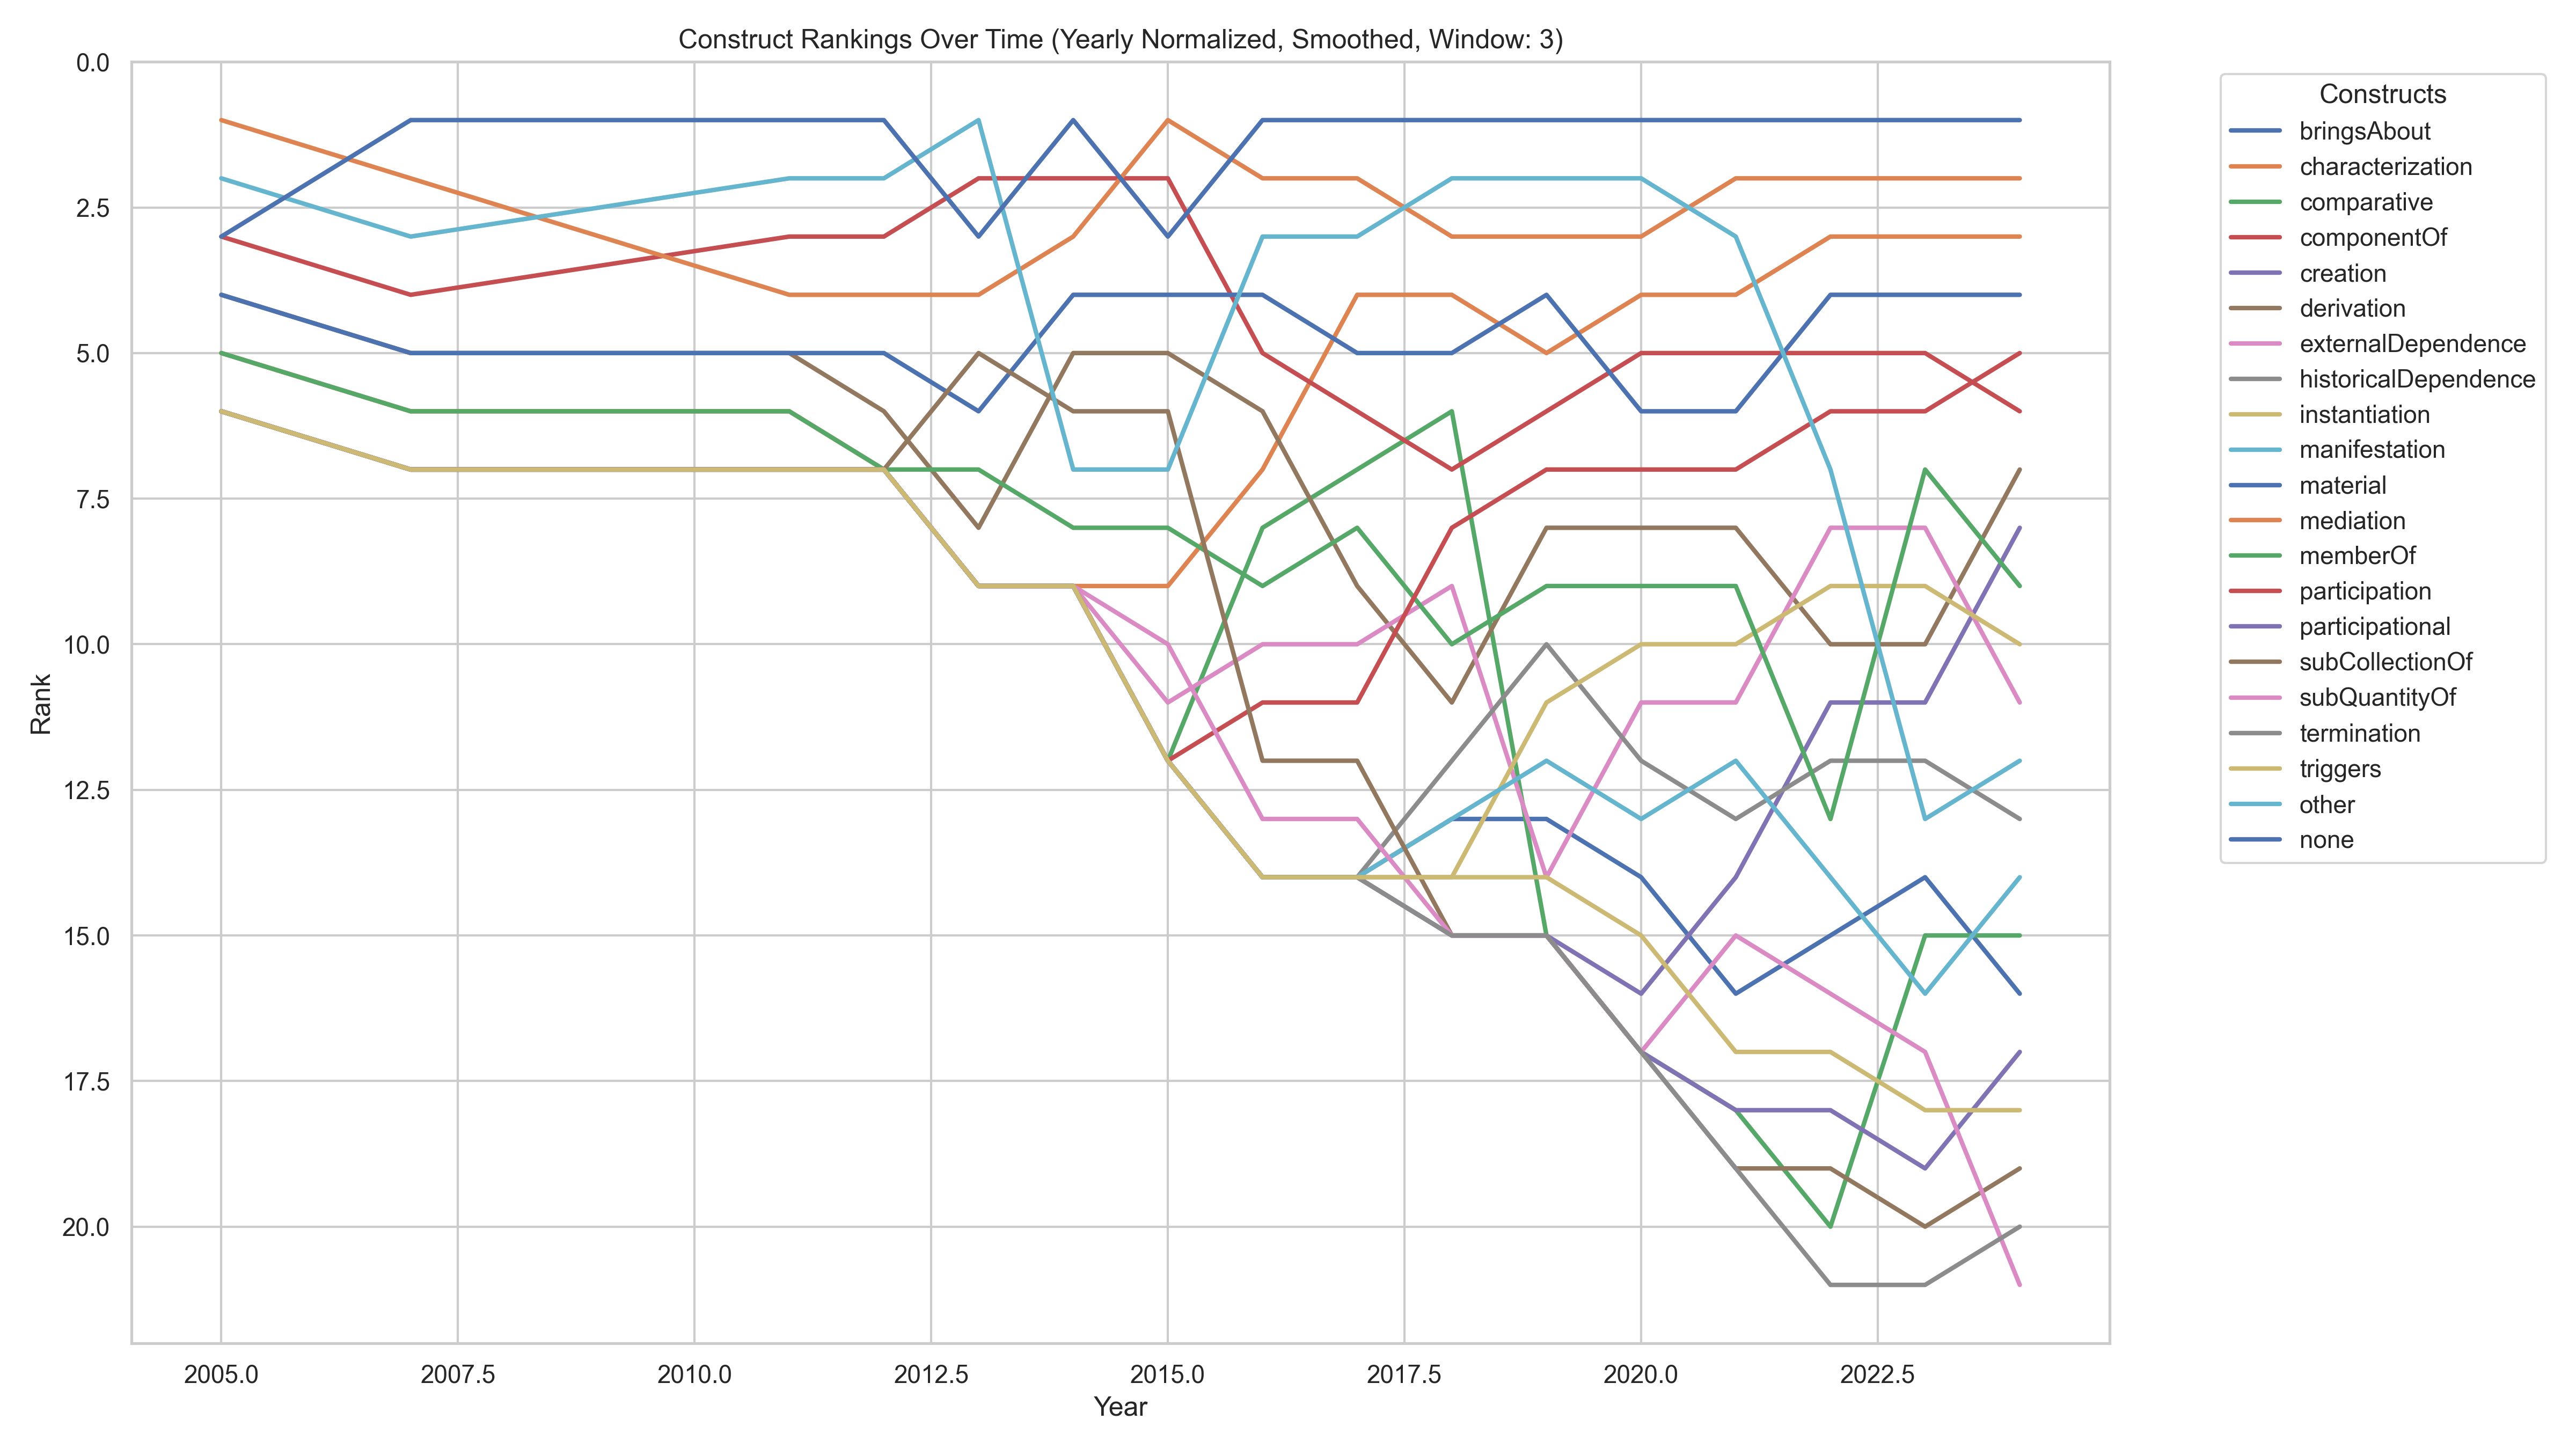 Construct Rankings Over Time (Yearly Normalized, Smoothed, Window: 3)
0.0
2.5
5.0
7.5
10.0
12.5
15.0
17.5
20.0
Rank
2005.0
2007.5
2010.0
2012.5
2015.0
2017.5
2020.0
2022.5
Year
Constructs
bringsAbout
characterization
comparative
componentOf
creation
derivation
externalDependence
historicalDependence
instantiation
manifestation
material
mediation
memberOf
participation
participational
subCollectionOf
subQuantityOf
termination
triggers
other
none